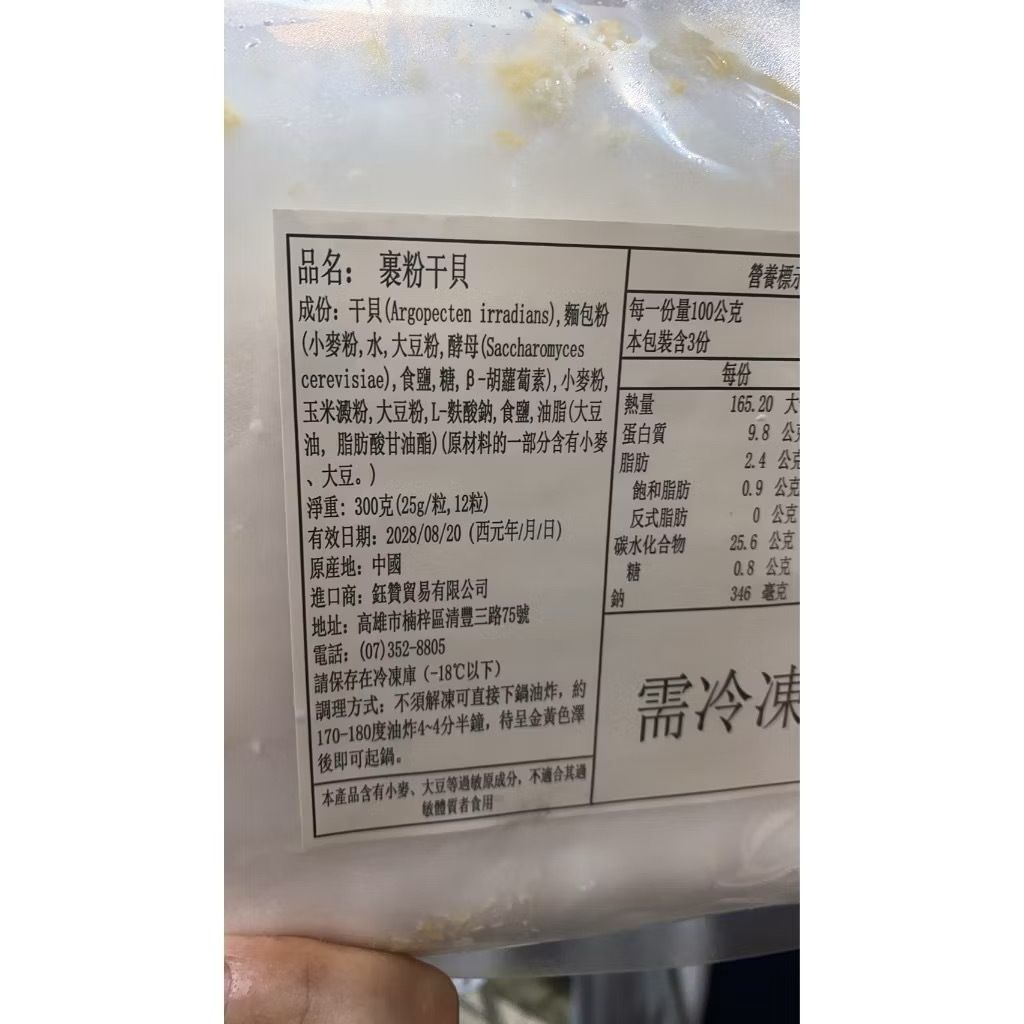 品名: 裹粉干貝
成份: 干貝(Argopecten irradians), 麵包粉
(小麥粉, 水, 大豆粉, 酵母(Saccharomyces
cerevisiae), 食鹽, 糖, β-胡蘿蔔素), 小麥粉,
玉米澱粉, 大豆粉, L-麩酸鈉, 食鹽, 油脂(大豆
油, 脂肪酸甘油酯)(原材料的一部分含有小麥
、大豆。)
淨重: 300克(25g/粒, 12粒)
有效日期: 2028/08/20 (西元年/月/日)
原產地: 中國
進口商: 鈺贊貿易有限公司
地址: 高雄市楠梓區清豐三路75號
電話: (07)352-8805
請保存在冷凍庫 (-18℃以下)
調理方式: 不須解凍可直接下鍋油炸, 約
170-180度油炸4~4分半鐘, 待呈金黃色澤
後即可起鍋。
本產品含有小麥、大豆等過敏原成分, 不適合其過
敏體質者食用
營養標示
每一份量100公克
本包裝含3份
每份
熱量 165.20 大
蛋白質 9.8 公克
脂肪 2.4 公克
飽和脂肪 0.9 公克
反式脂肪 0 公克
碳水化合物 25.6 公克
糖 0.8 公克
鈉 346 毫克
需冷凍